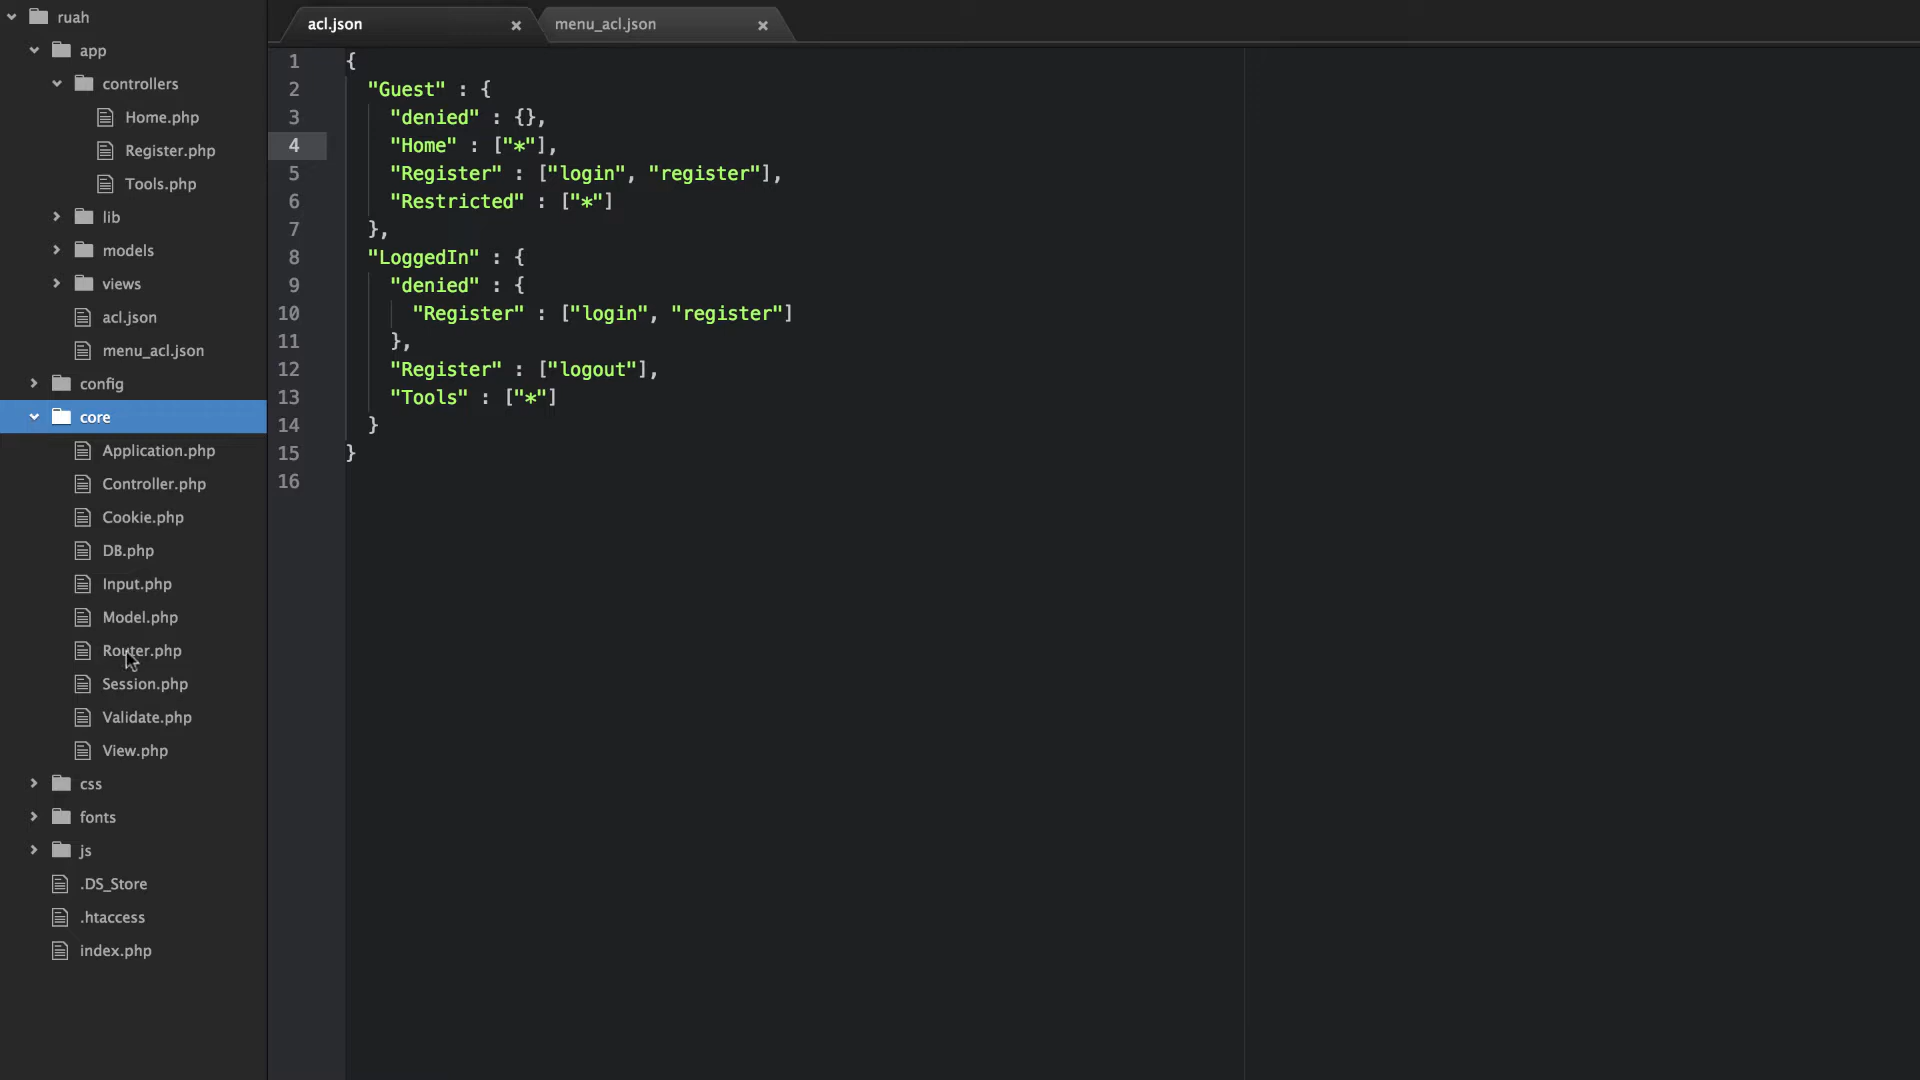 ruah
app
controllers
Home.php
Register.php
Tools.php
lib
models
views
acl.json
menu_acl.json
config
core
Application.php
Controller.php
Cookie.php
DB.php
Input.php
Model.php
Router.php
Session.php
Validate.php
View.php
css
fonts
js
.DS_Store
.htaccess
index.php
acl.json × menu_acl.json ×
1 {
2 "Guest" : {
3 "denied" : {},
4 "Home" : ["*"],
5 "Register" : ["login", "register"],
6 "Restricted" : ["*"]
7 },
8 "LoggedIn" : {
9 "denied" : {
10 "Register" : ["login", "register"]
11 },
12 "Register" : ["logout"],
13 "Tools" : ["*"]
14 }
15 }
16